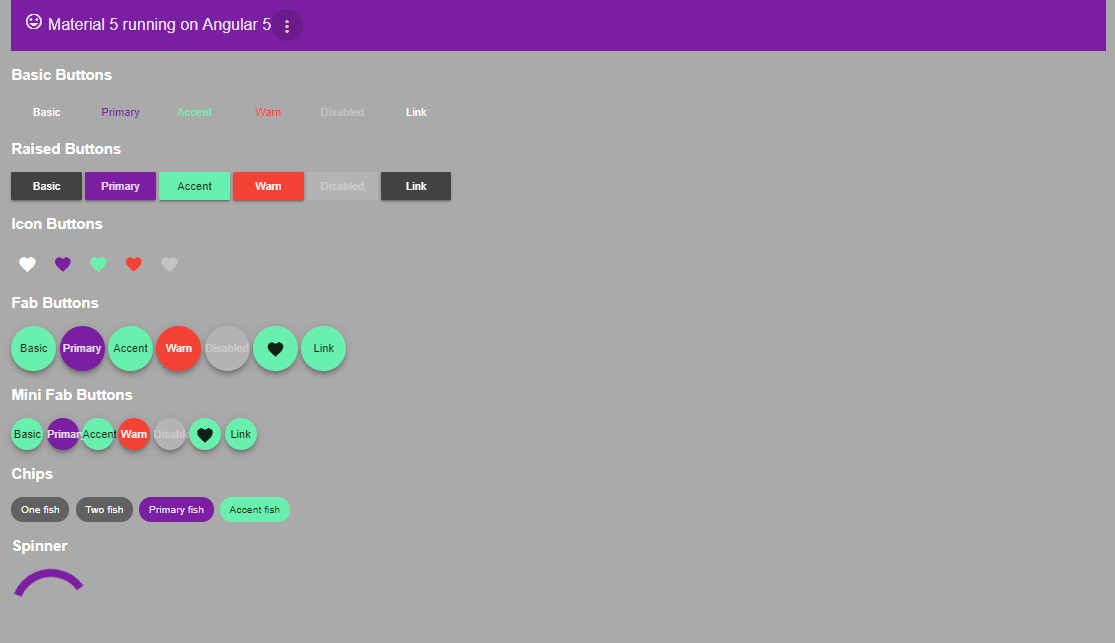 Material 5 running on Angular 5
Basic Buttons
Basic Primary Accent Warn Disabled Link
Raised Buttons
Basic Primary Accent Warn Disabled Link
Icon Buttons
Fab Buttons
Basic Primary Accent Warn Disabled Link
Mini Fab Buttons
Basic Primar Accent Warn Disable Link
Chips
One fish Two fish Primary fish Accent fish
Spinner